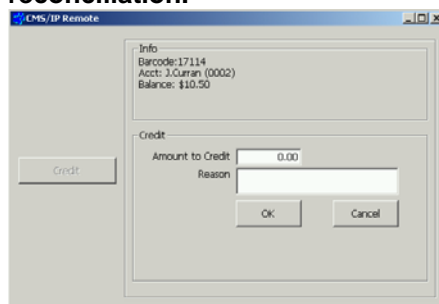 reconciliation.
CMS/IP Remote
Info
Barcode:17114
Acct: J.Curran (0002)
Balance: $10.50
Credit
Credit
Amount to Credit 0.00
Reason
OK Cancel